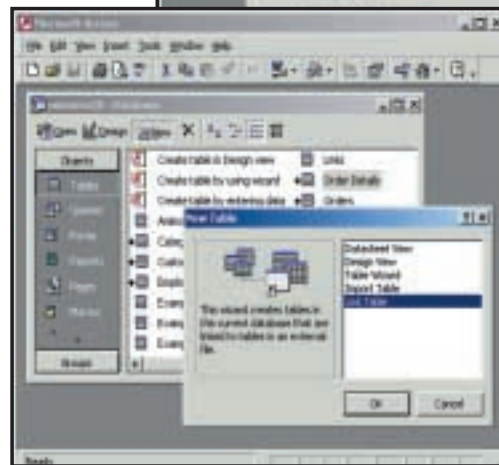 Microsoft Access
File Edit View Insert Tools Window Help
Database
Open Design New
Objects
Tables
Queries
Forms
Reports
Pages
Macros
Groups
Create table in Design view
Create table by using wizard
Create table by entering data
Links
Order Details
Orders
New Table
This wizard creates tables in
the current database that are
linked to tables in an external
file.
Datasheet View
Design View
Table Wizard
Import Table
Link Table
OK Cancel
Ready